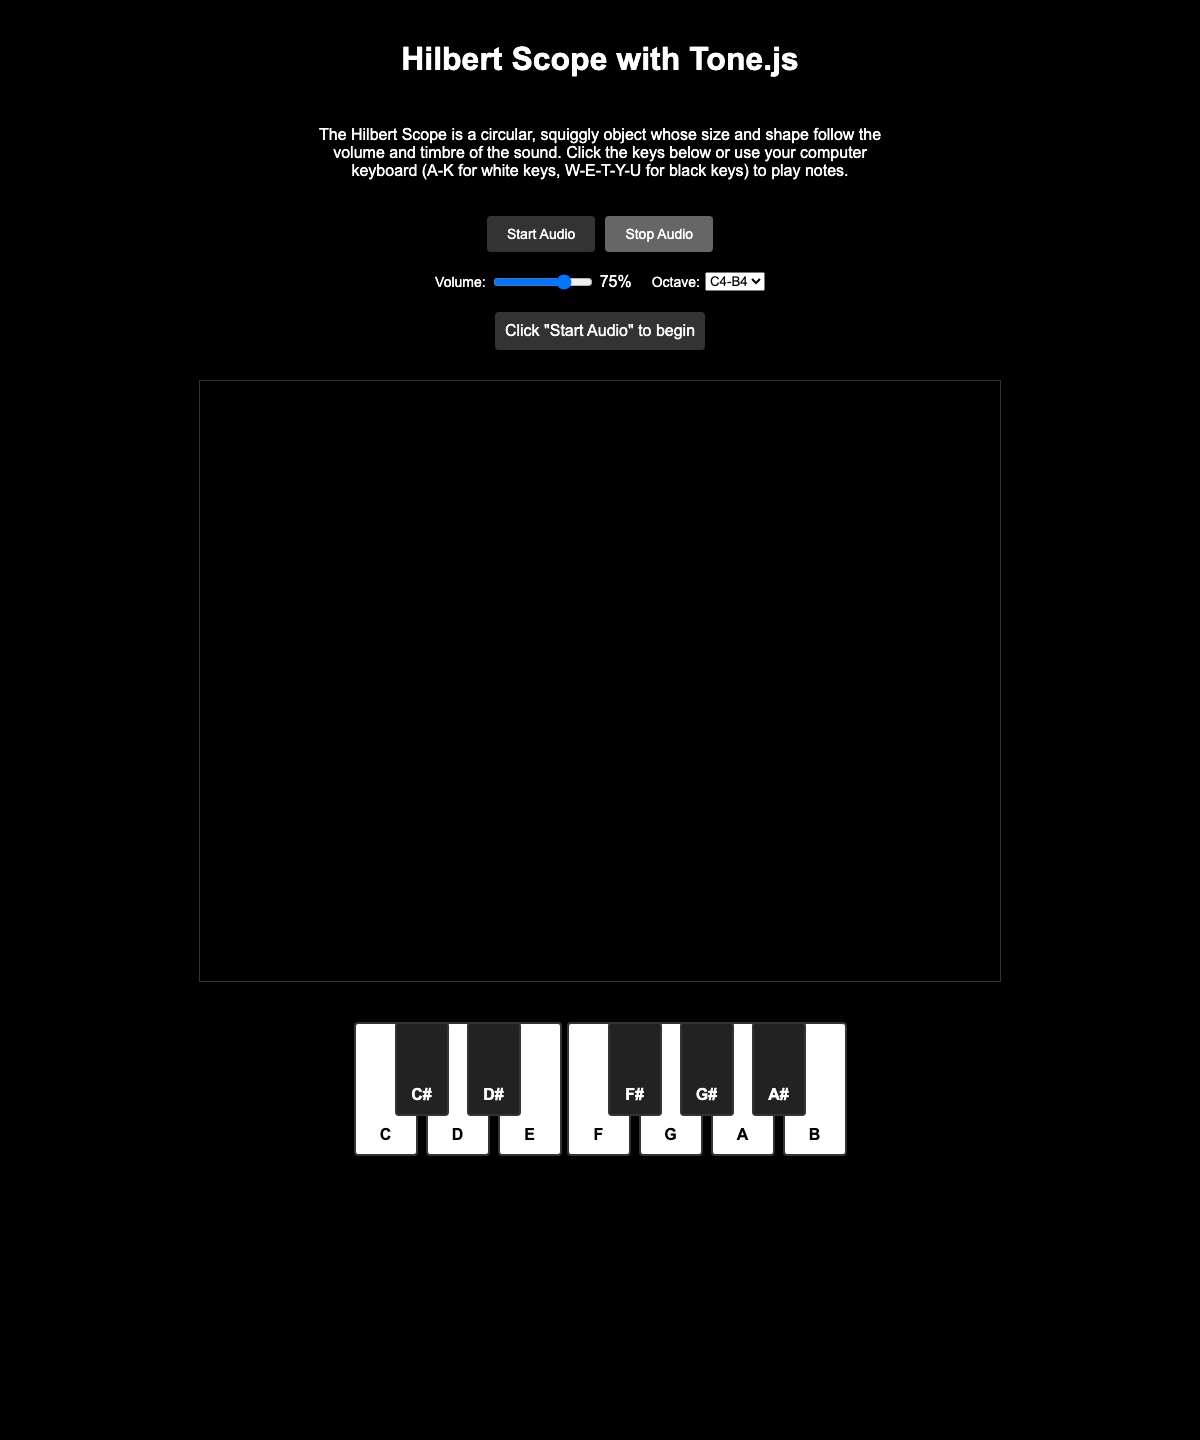 Hilbert Scope with Tone.js
The Hilbert Scope is a circular, squiggly object whose size and shape follow the
volume and timbre of the sound. Click the keys below or use your computer
keyboard (A-K for white keys, W-E-T-Y-U for black keys) to play notes.
Start Audio Stop Audio
Volume: 75% Octave: C4-B4
Click "Start Audio" to begin
C# D# F# G# A#
C D E F G A B